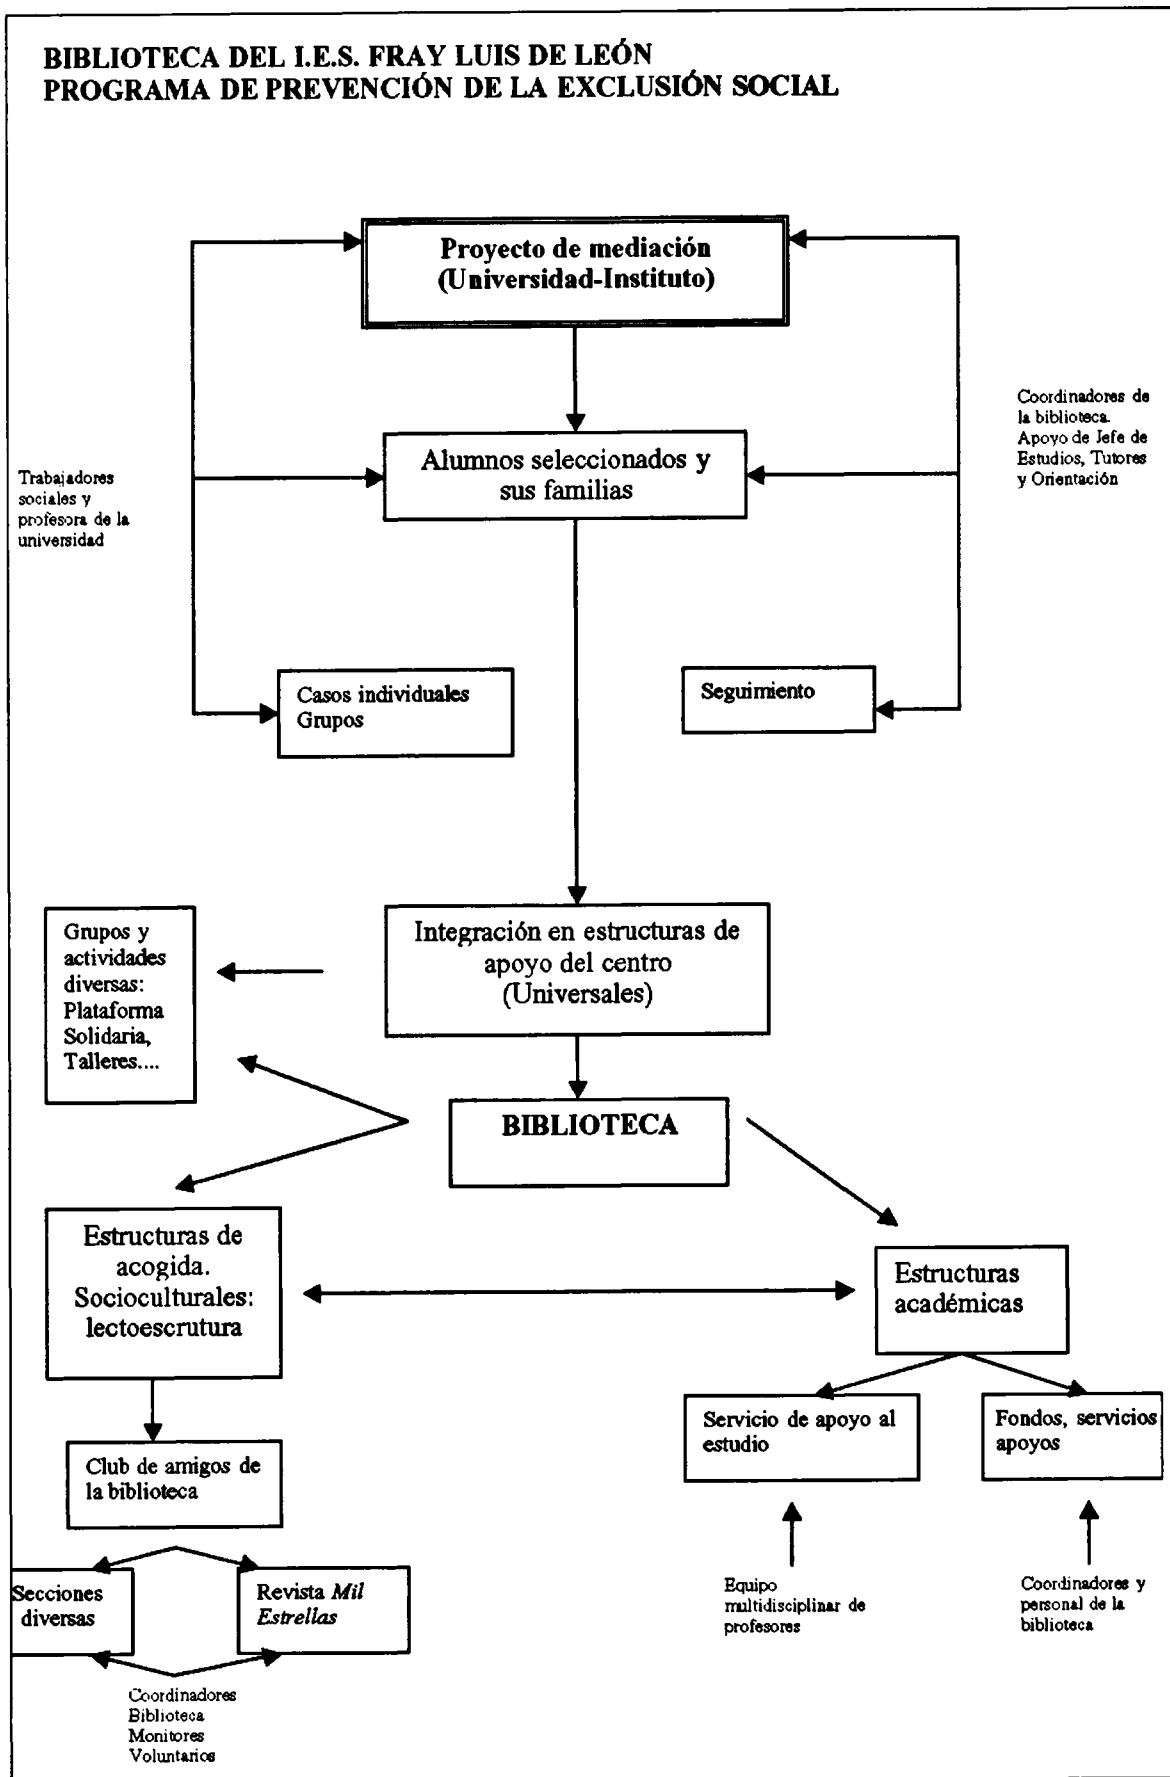 BIBLIOTECA DEL I.E.S. FRAY LUIS DE LEÓN
PROGRAMA DE PREVENCIÓN DE LA EXCLUSIÓN SOCIAL
Proyecto de mediación
(Universidad-Instituto)
Coordinadores de
la biblioteca.
Apoyo de Jefe de
Estudios, Tutores
y Orientación
Alumnos seleccionados y
sus familias
Trabajadores
sociales y
profesora de la
universidad
Casos individuales
Grupos
Seguimiento
Grupos y
actividades
diversas:
Plataforma
Solidaria,
Talleres....
Integración en estructuras de
apoyo del centro
(Universales)
BIBLIOTECA
Estructuras de
acogida.
Socioculturales:
lectoescrutura
Estructuras
académicas
Servicio de apoyo al
estudio
Fondos, servicios
apoyos
Club de amigos de
la biblioteca
Secciones
diversas
Revista Mil
Estrellas
Equipo
multidisciplinar de
profesores
Coordinadores y
personal de la
biblioteca
Coordinadores
Biblioteca
Monitores
Voluntarios